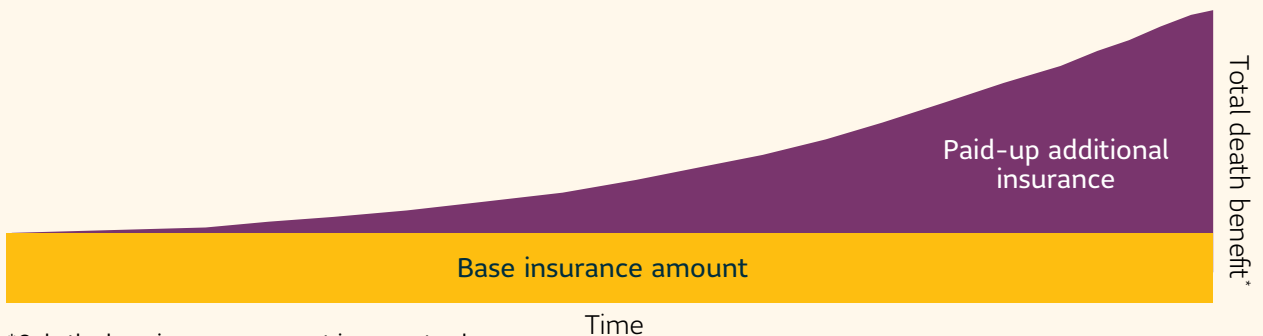 Paid-up additional
insurance
Total death benefit*
Base insurance amount
Time